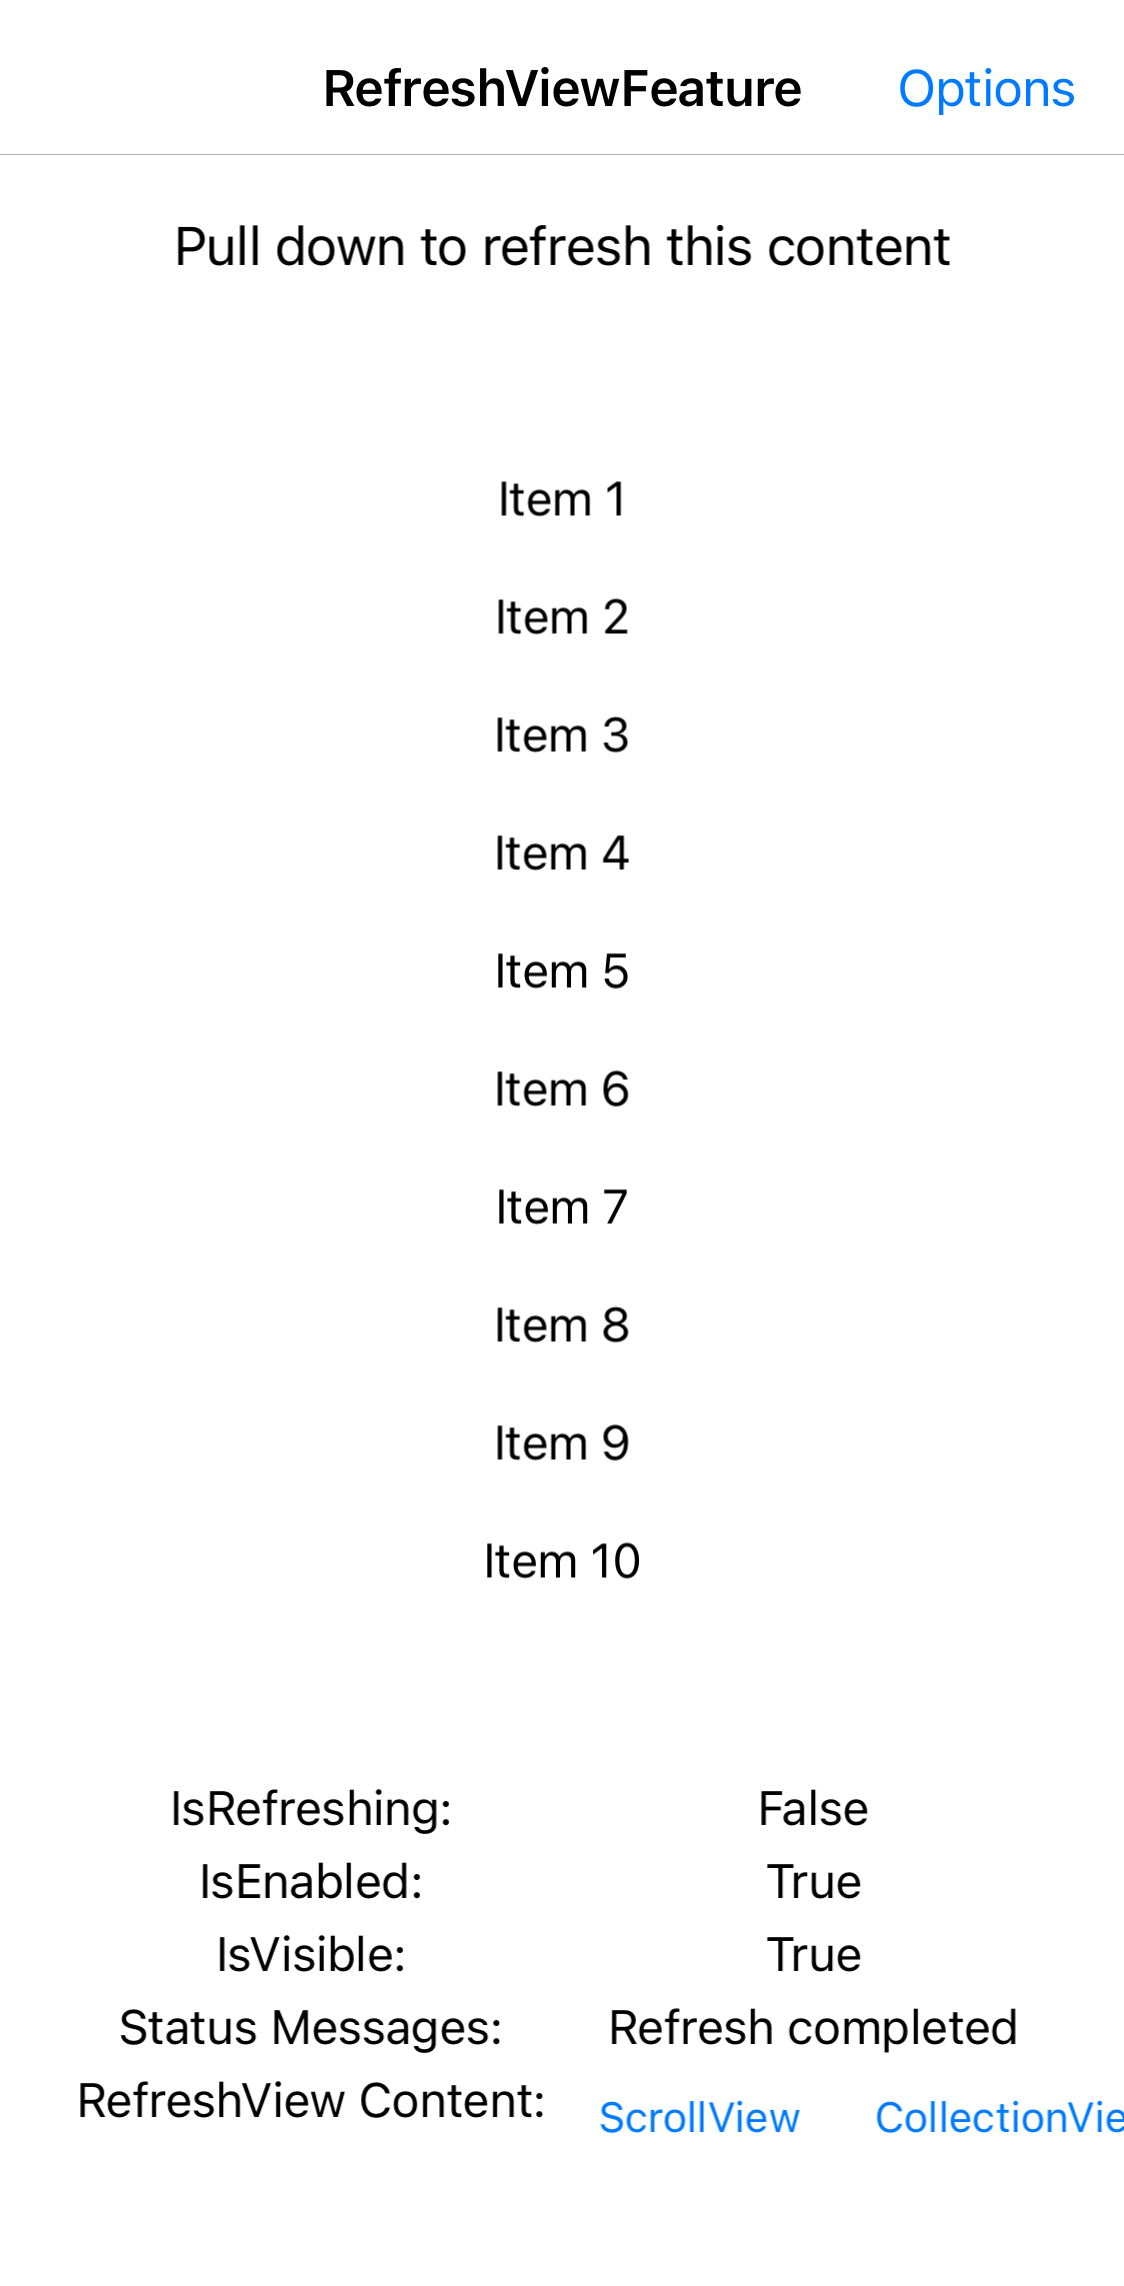 RefreshViewFeature Options
Pull down to refresh this content
Item 1
Item 2
Item 3
Item 4
Item 5
Item 6
Item 7
Item 8
Item 9
Item 10
IsRefreshing: False
IsEnabled: True
IsVisible: True
Status Messages: Refresh completed
RefreshView Content: ScrollView CollectionVie